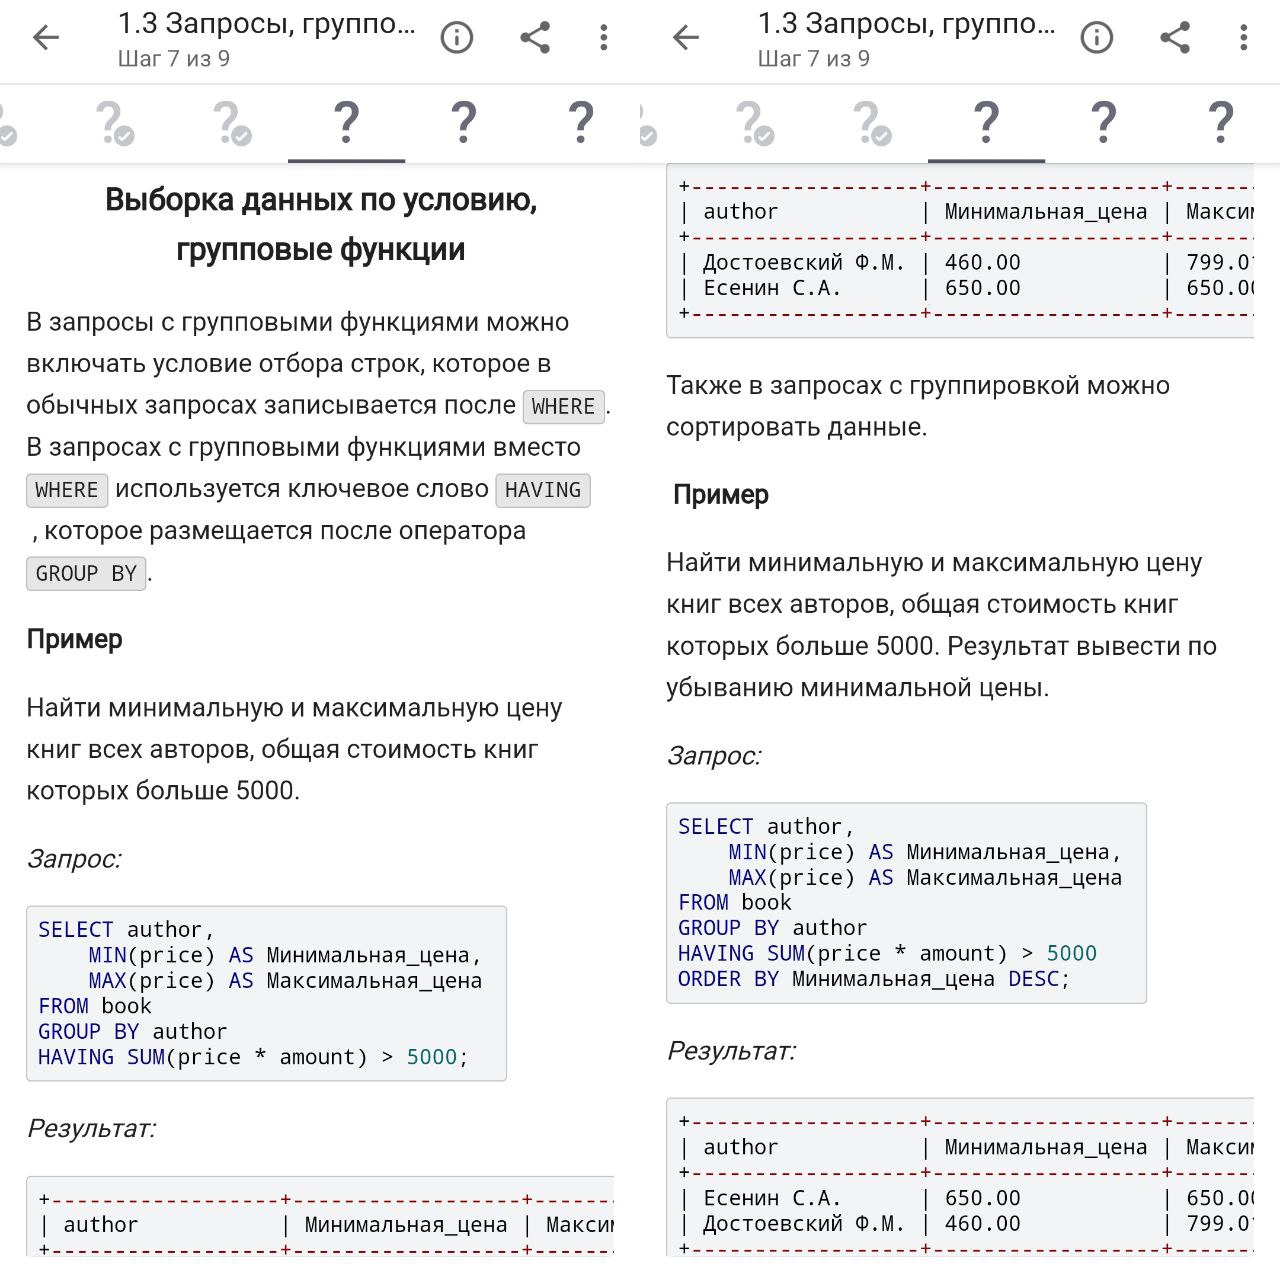 1.3 Запросы, группо...
Шаг 7 из 9
Выборка данных по условию,
групповые функции
В запросы с групповыми функциями можно
включать условие отбора строк, которое в
обычных запросах записывается после WHERE.
В запросах с групповыми функциями вместо
WHERE используется ключевое слово HAVING
, которое размещается после оператора
GROUP BY.
Пример
Найти минимальную и максимальную цену
книг всех авторов, общая стоимость книг
которых больше 5000.
Запрос:
SELECT author,
    MIN(price) AS Минимальная_цена,
    MAX(price) AS Максимальная_цена
FROM book
GROUP BY author
HAVING SUM(price * amount) > 5000;
Результат:
+------------------+-------------------+------
| author           | Минимальная_цена | Макси
+------------------+-------------------+------
1.3 Запросы, группо...
Шаг 7 из 9
+------------------+-------------------+------
| author           | Минимальная_цена | Макси
+------------------+-------------------+------
| Достоевский Ф.М. | 460.00           | 799.0
| Есенин С.А.      | 650.00           | 650.0
+------------------+-------------------+------
Также в запросах с группировкой можно
сортировать данные.
Пример
Найти минимальную и максимальную цену
книг всех авторов, общая стоимость книг
которых больше 5000. Результат вывести по
убыванию минимальной цены.
Запрос:
SELECT author,
    MIN(price) AS Минимальная_цена,
    MAX(price) AS Максимальная_цена
FROM book
GROUP BY author
HAVING SUM(price * amount) > 5000
ORDER BY Минимальная_цена DESC;
Результат:
+------------------+-------------------+------
| author           | Минимальная_цена | Макси
+------------------+-------------------+------
| Есенин С.А.      | 650.00           | 650.0
| Достоевский Ф.М. | 460.00           | 799.0
+------------------+-------------------+------